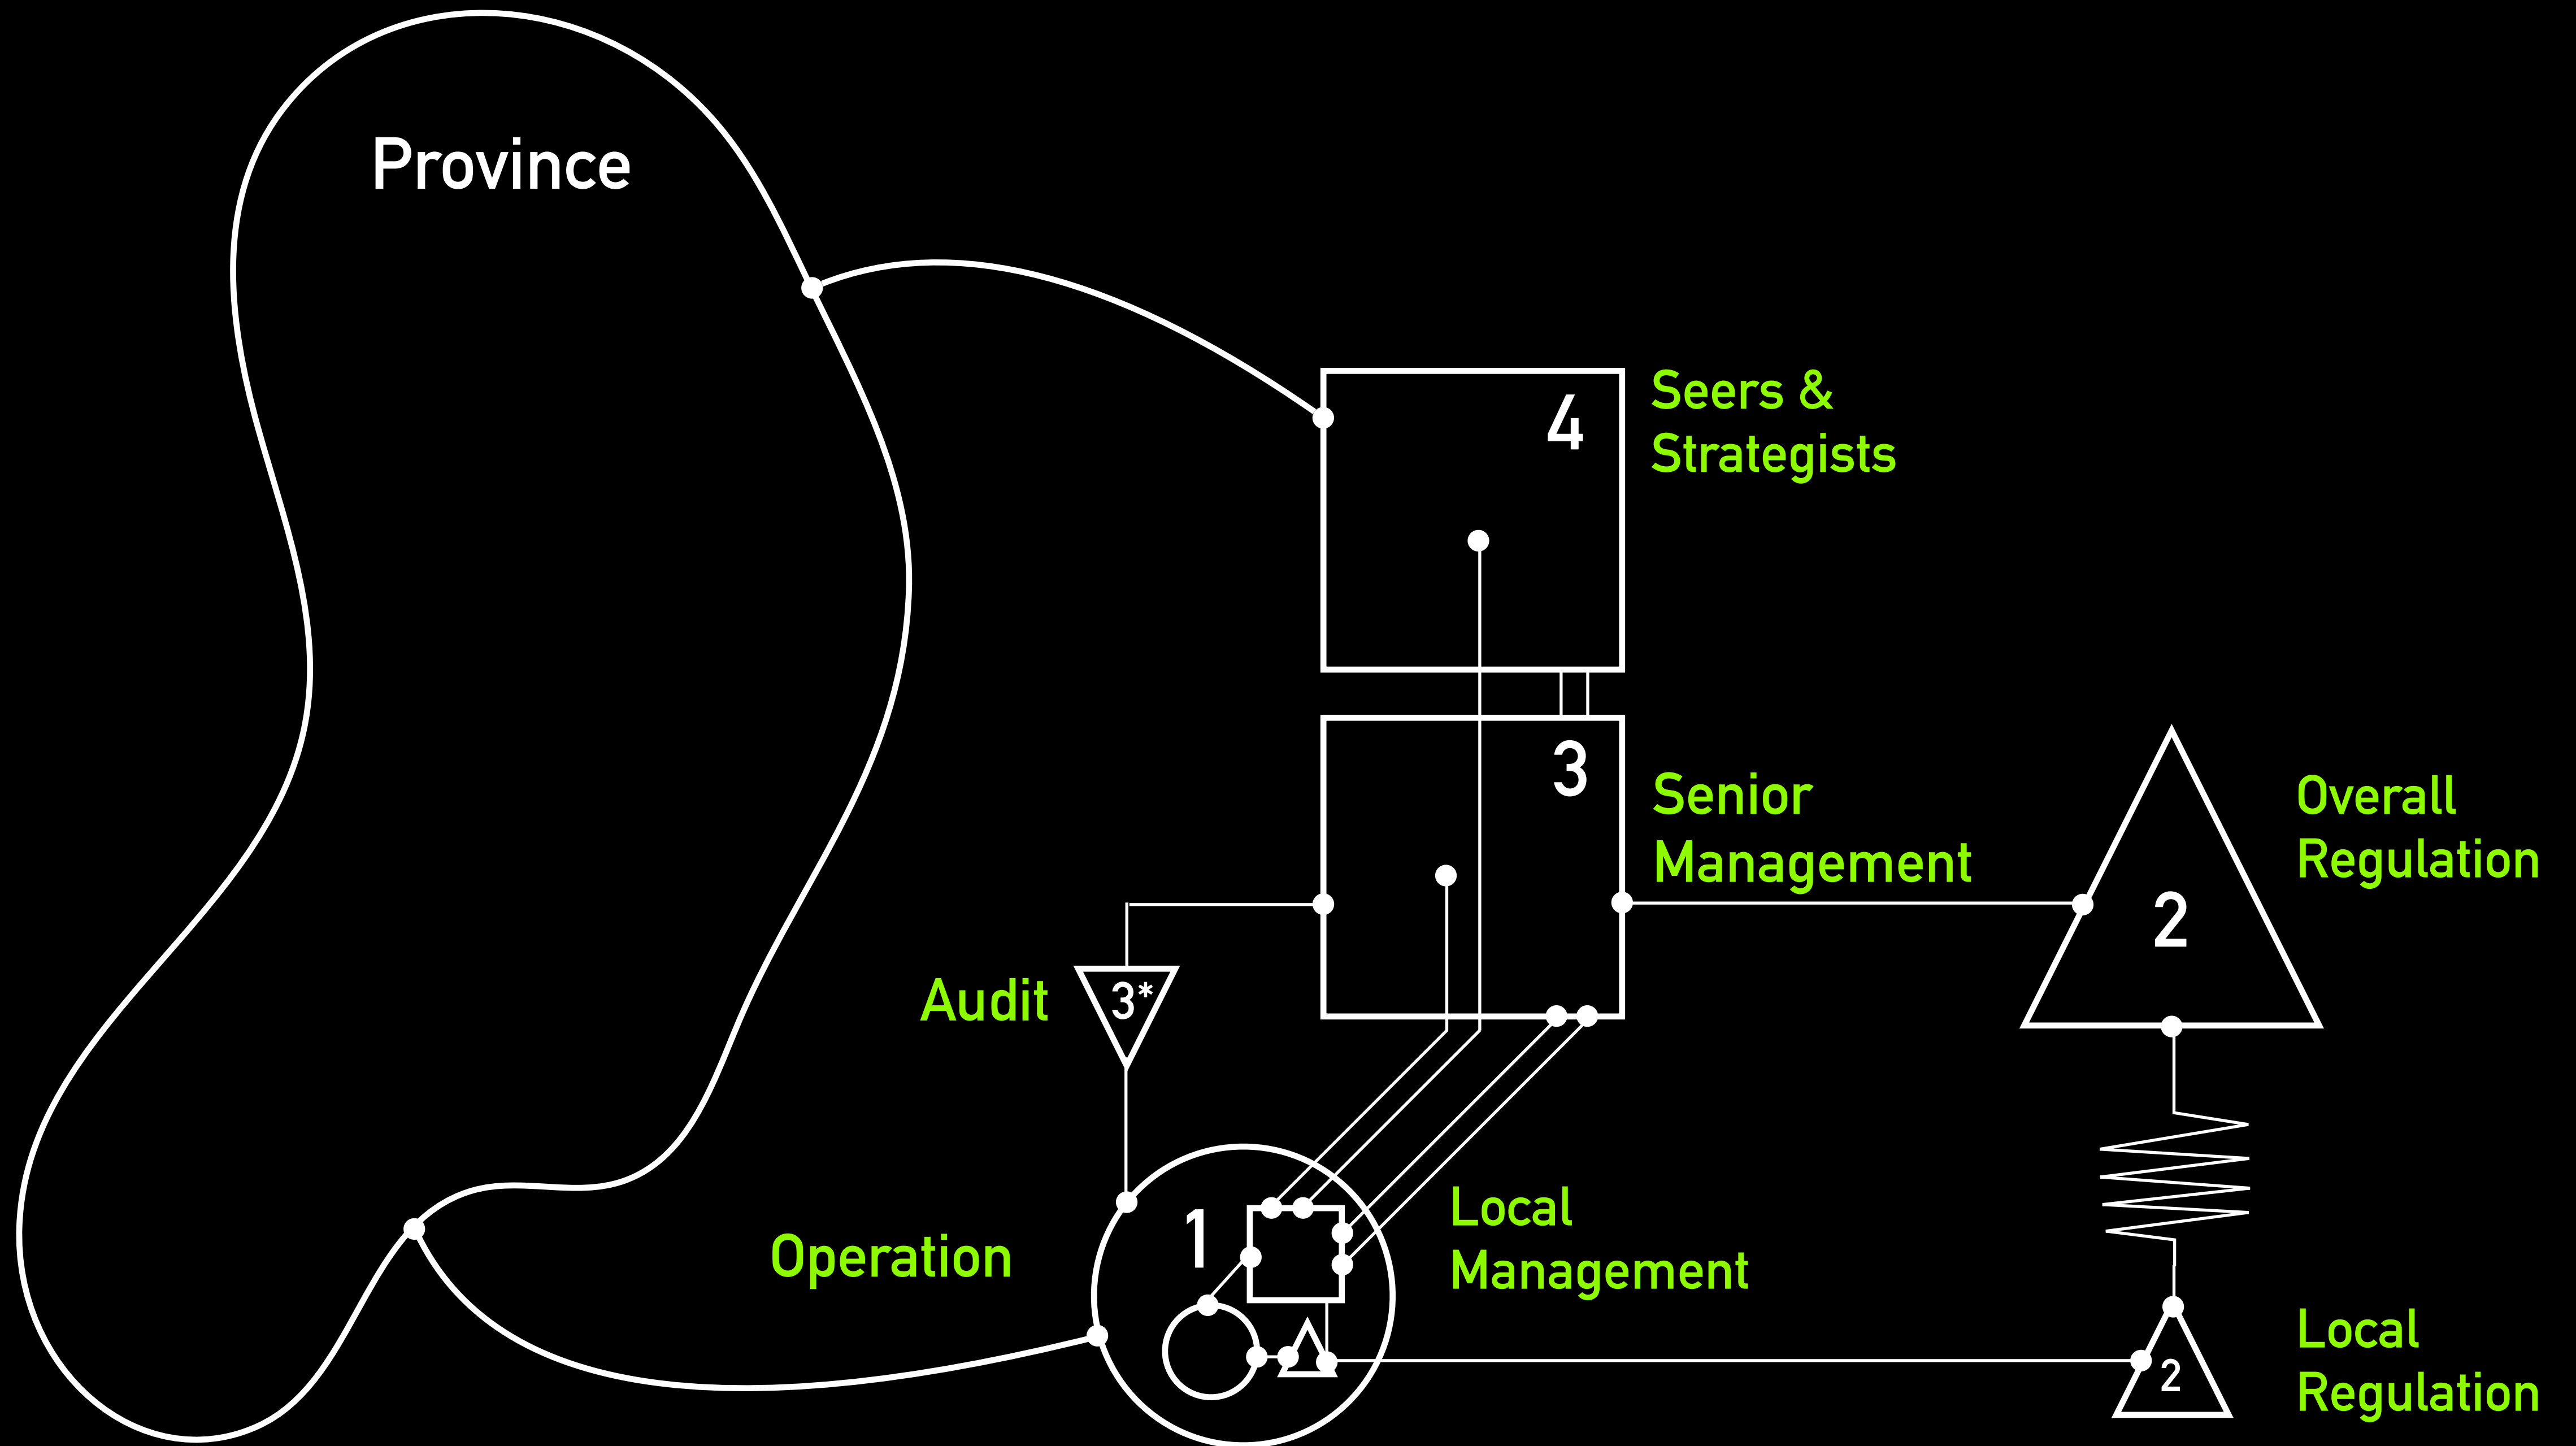 Province
4
Seers &
Strategists
3
Senior
Management
Overall
Regulation
2
Audit
3*
1
Operation
Local
Management
Local
Regulation
2